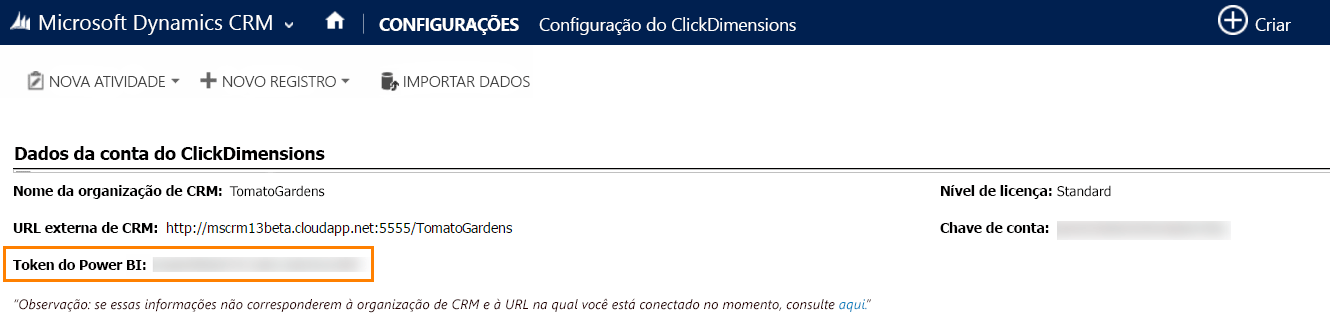 Microsoft Dynamics CRM CONFIGURAÇÕES Configuração do ClickDimensions Criar
NOVA ATIVIDADE NOVO REGISTRO IMPORTAR DADOS
Dados da conta do ClickDimensions
Nome da organização de CRM: TomatoGardens Nível de licença: Standard
URL externa de CRM: http://mscrm13beta.cloudapp.net:5555/TomatoGardens Chave de conta:
Token do Power BI:
"Observação: se essas informações não corresponderem à organização de CRM e à URL na qual você está conectado no momento, consulte aqui."